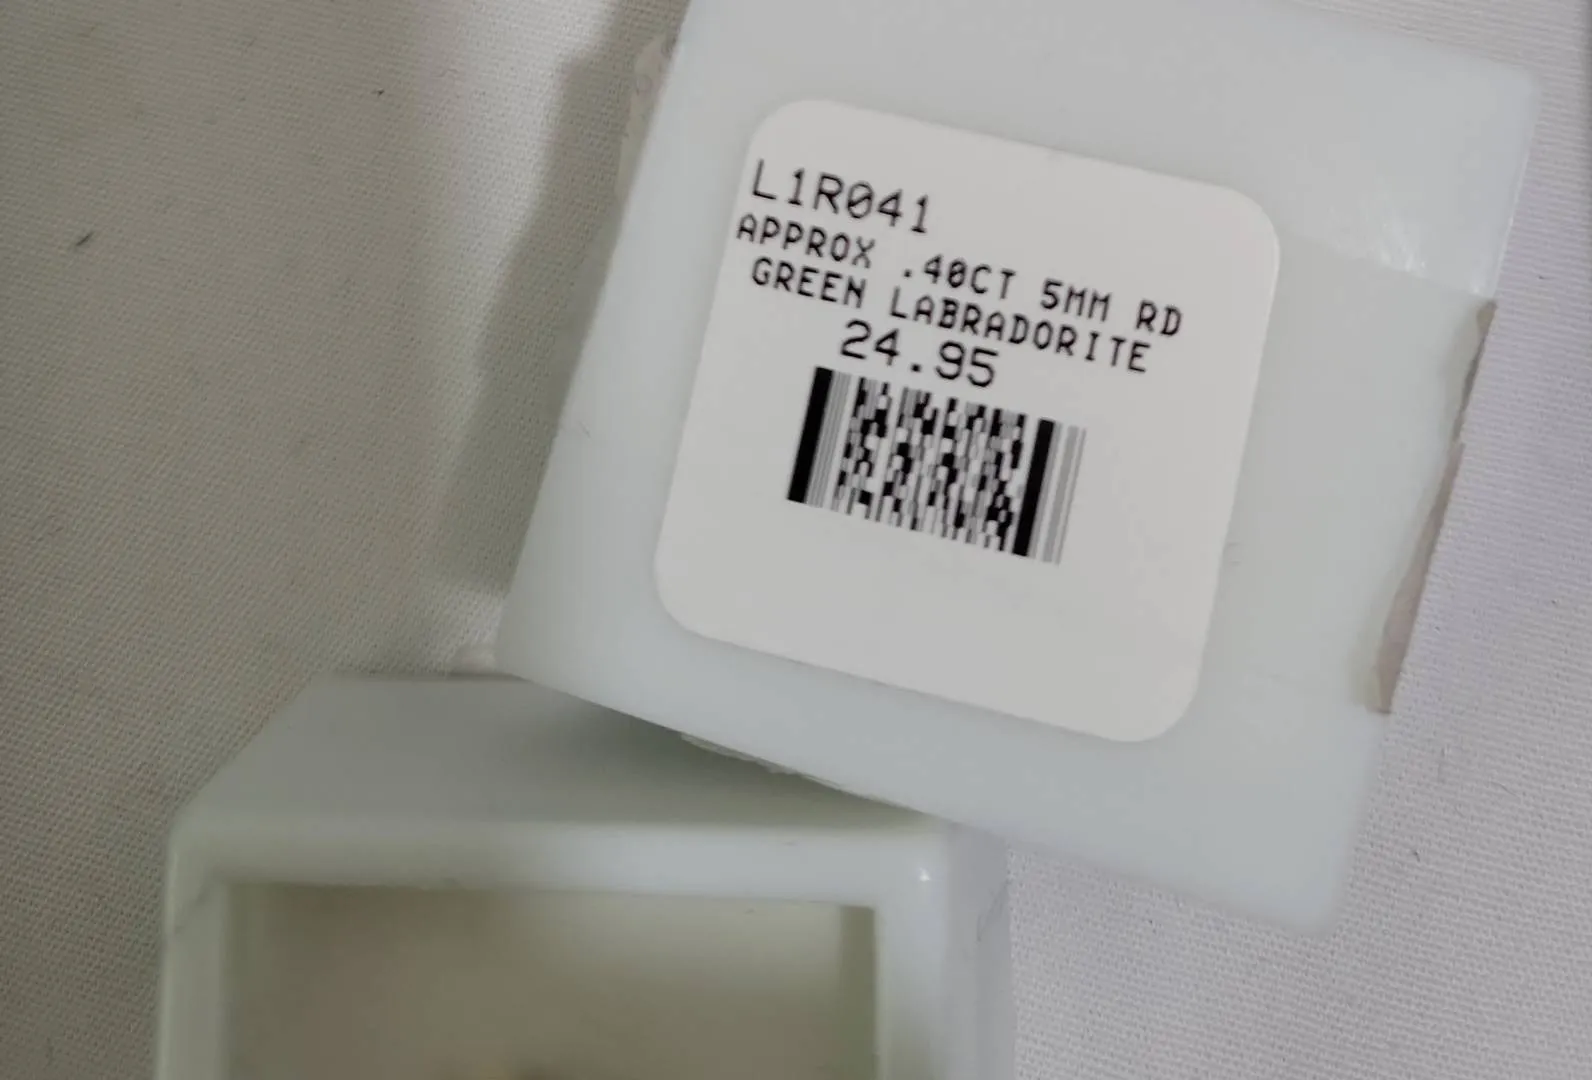 L1R041
APPROX .40CT 5MM RD
GREEN LABRADORITE
24.95